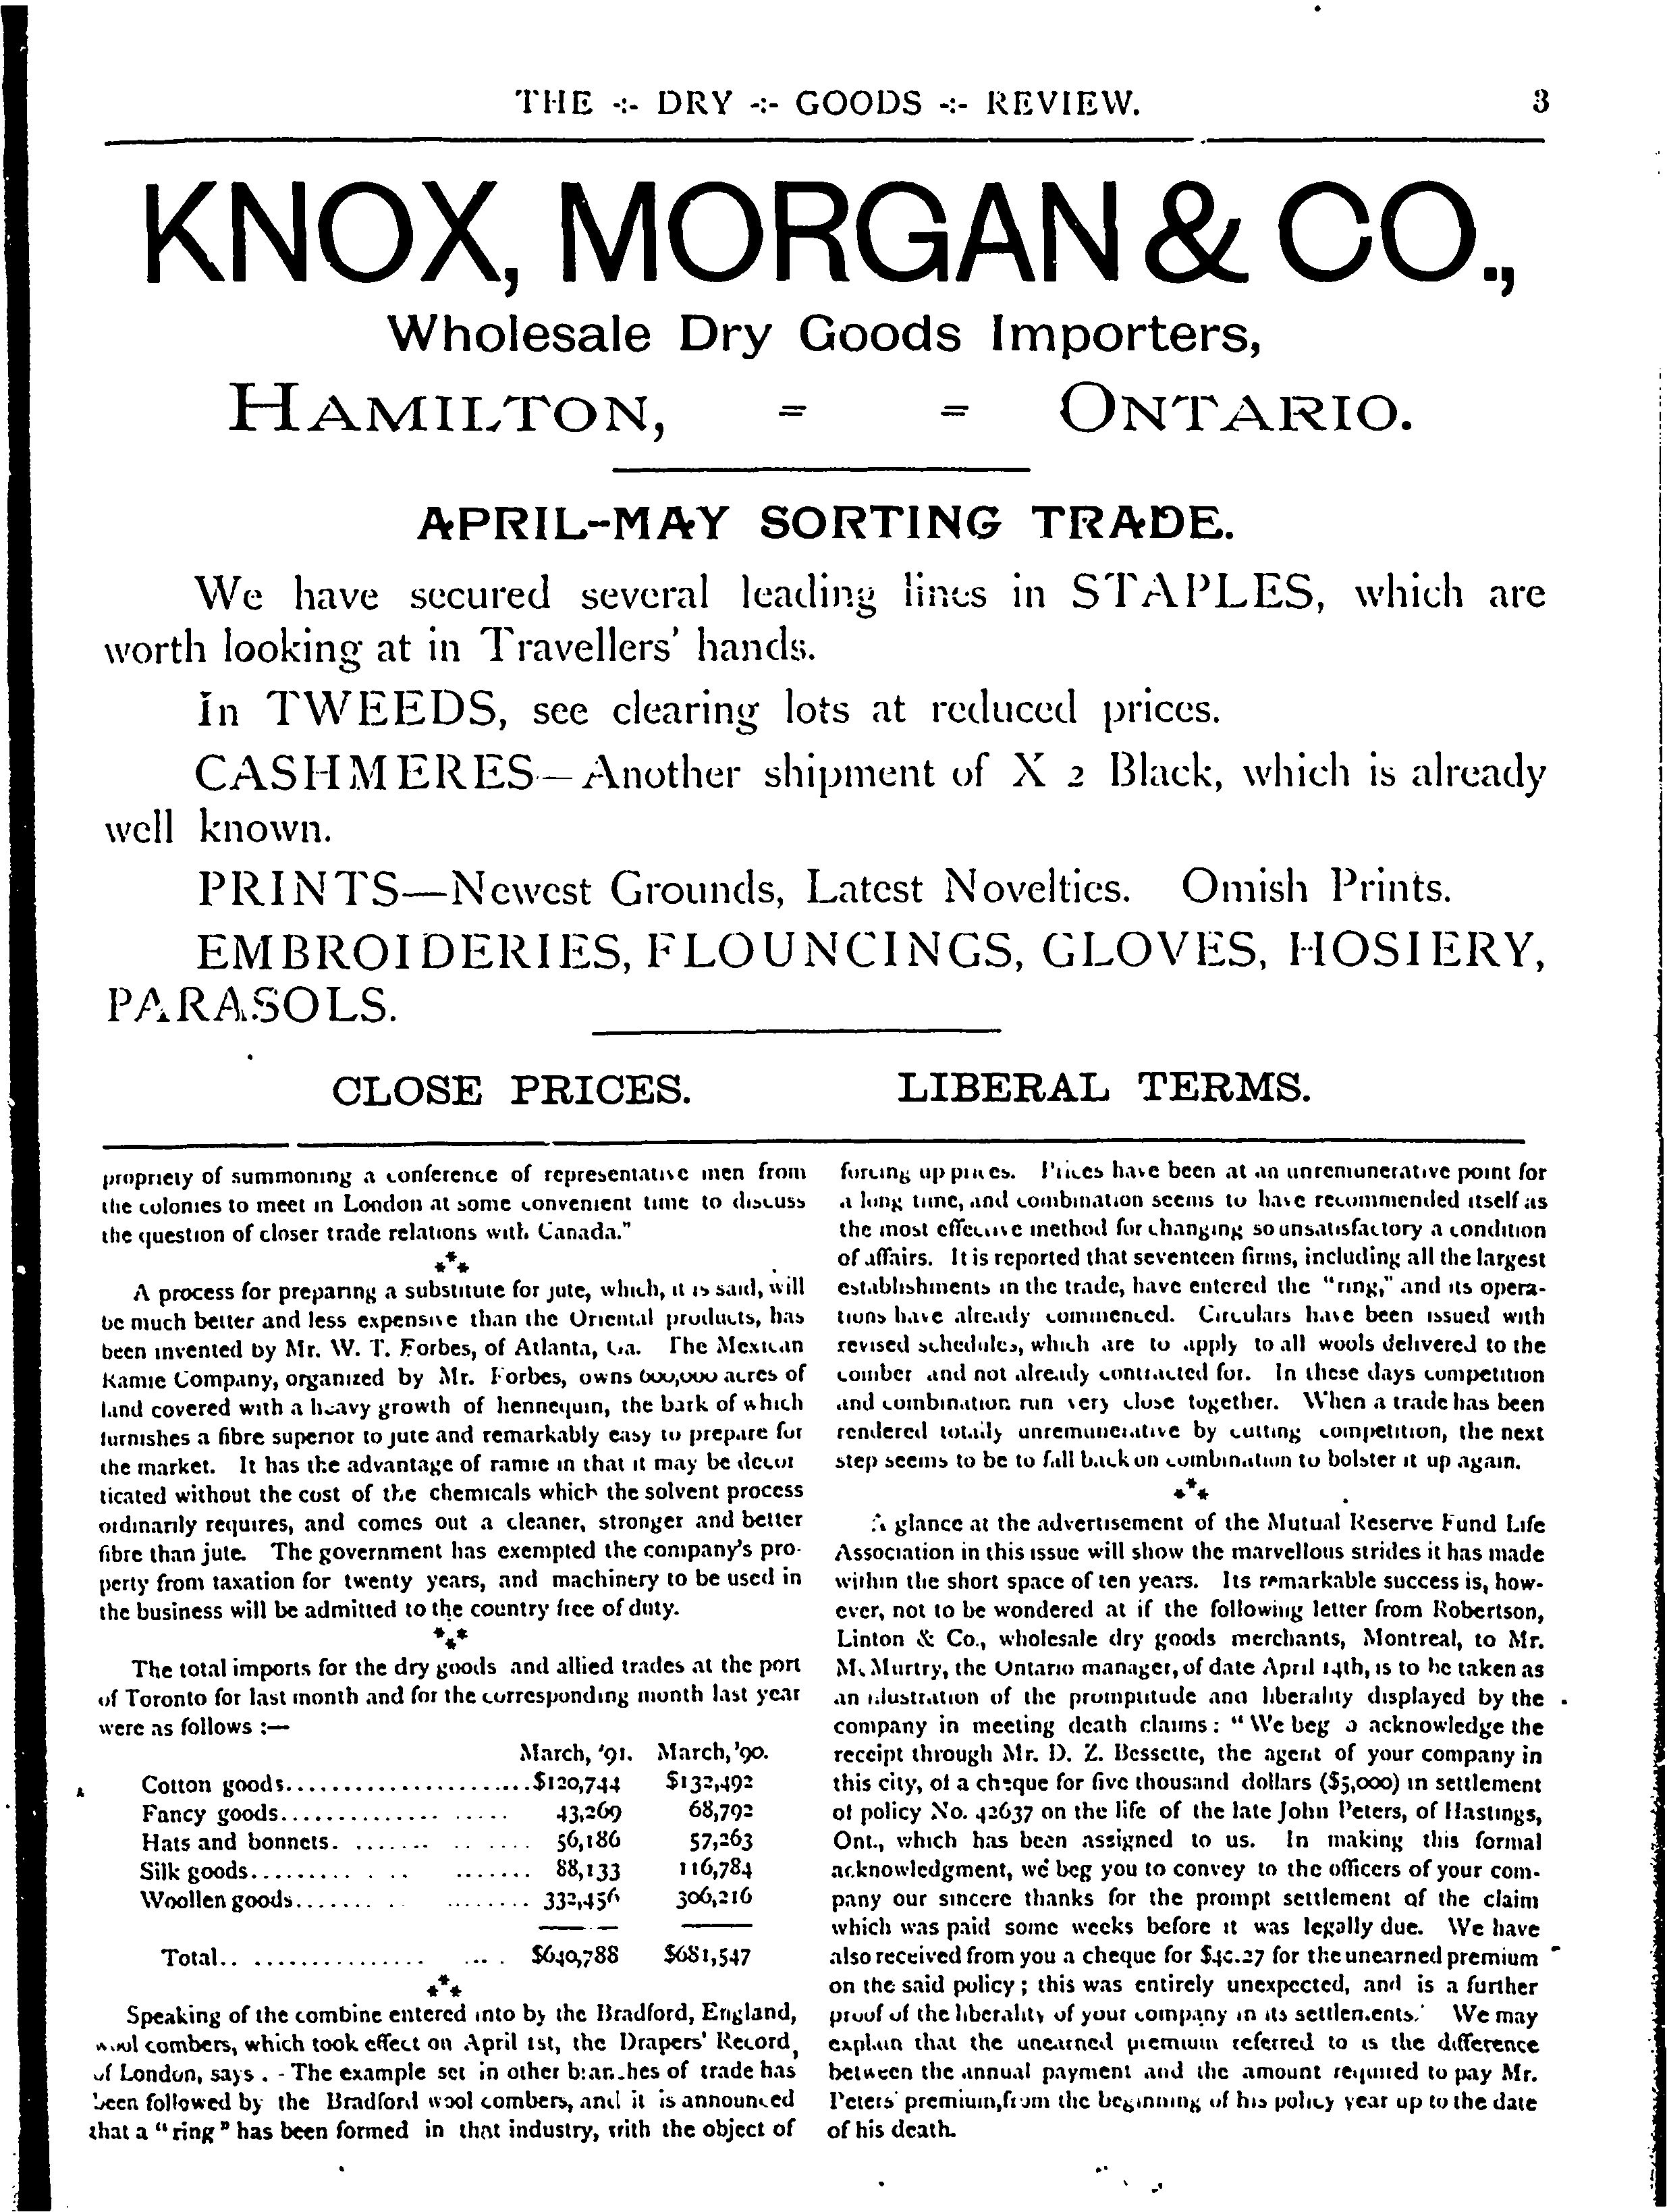 THE -:- DRY -:- GOODS -:- REVIEW. 3
KNOX, MORGAN & CO.,
Wholesale Dry Goods Importers,
HAMILTON, = = ONTARIO.
APRIL-MAY SORTING TRADE.
We have secured several leading lines in STAPLES, which are
worth looking at in Travellers' hands.
In TWEEDS, see clearing lots at reduced prices.
CASHMERES—Another shipment of X 2 Black, which is already
well known.
PRINTS—Newest Grounds, Latest Novelties. Omish Prints.
EMBROIDERIES, FLOUNCINGS, GLOVES, HOSIERY,
PARASOLS.
CLOSE PRICES. LIBERAL TERMS.
propriety of summoning a conference of representative men from
the colonies to meet in London at some convenient time to discuss
the question of closer trade relations with Canada."
***
A process for preparing a substitute for jute, which, it is said, will
be much better and less expensive than the Oriental products, has
been invented by Mr. W. T. Forbes, of Atlanta, Ga. The Mexican
Ramie Company, organized by Mr. Forbes, owns 600,000 acres of
land covered with a heavy growth of hennequin, the bark of which
furnishes a fibre superior to jute and remarkably easy to prepare for
the market. It has the advantage of ramie in that it may be decor
ticated without the cost of the chemicals which the solvent process
ordinarily requires, and comes out a cleaner, stronger and better
fibre than jute. The government has exempted the company's pro-
perty from taxation for twenty years, and machinery to be used in
the business will be admitted to the country free of duty.
***
The total imports for the dry goods and allied trades at the port
of Toronto for last month and for the corresponding month last year
were as follows :—
March, '91. March, '90.
Cotton goods........................$120,744 $132,492
Fancy goods.................... 43,269 68,792
Hats and bonnets................ 56,186 57,263
Silk goods.................... 88,133 116,784
Woollen goods.................. 332,456 306,216
Total.................... $640,788 $681,547
***
Speaking of the combine entered into by the Bradford, England,
wool combers, which took effect on April 1st, the Drapers' Record,
of London, says . - The example set in other branches of trade has
been followed by the Bradford wool combers, and it is announced
that a "ring" has been formed in that industry, with the object of
forcing up prices. Prices have been at an unremunerative point for
a long time, and combination seems to have recommended itself as
the most effective method for changing so unsatisfactory a condition
of affairs. It is reported that seventeen firms, including all the largest
establishments in the trade, have entered the "ring," and its opera-
tions have already commenced. Circulars have been issued with
revised schedules, which are to apply to all wools delivered to the
comber and not already contracted for. In these days competition
and combination run very close together. When a trade has been
rendered totally unremunerative by cutting competition, the next
step seems to be to fall back on combination to bolster it up again.
***
A glance at the advertisement of the Mutual Reserve Fund Life
Association in this issue will show the marvellous strides it has made
within the short space of ten years. Its remarkable success is, how-
ever, not to be wondered at if the following letter from Robertson,
Linton & Co., wholesale dry goods merchants, Montreal, to Mr.
McMurtry, the Ontario manager, of date April 14th, is to be taken as
an illustration of the promptitude and liberality displayed by the
company in meeting death claims: "We beg o acknowledge the
receipt through Mr. D. Z. Bessette, the agent of your company in
this city, of a cheque for five thousand dollars ($5,000) in settlement
of policy No. 42637 on the life of the late John Peters, of Hastings,
Ont., which has been assigned to us. In making this formal
acknowledgment, we beg you to convey to the officers of your com-
pany our sincere thanks for the prompt settlement of the claim
which was paid some weeks before it was legally due. We have
also received from you a cheque for $40.27 for the unearned premium
on the said policy; this was entirely unexpected, and is a further
proof of the liberality of your company in its settlements.' We may
explain that the unearned premium referred to is the difference
between the annual payment and the amount required to pay Mr.
Peters' premium, from the beginning of his policy year up to the date
of his death.